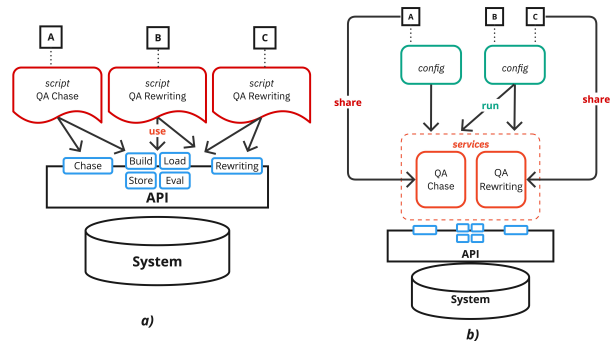 A
B
C
script
QA Chase
script
QA Rewriting
script
QA Rewriting
use
Chase
Build
Load
Rewriting
Store
Eval
API
System
a)
A
B
C
config
config
share
run
share
services
QA
Chase
QA
Rewriting
API
System
b)